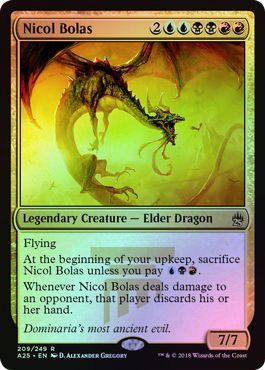 Nicol Bolas 2
Legendary Creature — Elder Dragon
Flying
At the beginning of your upkeep, sacrifice
Nicol Bolas unless you pay .
Whenever Nicol Bolas deals damage to
an opponent, that player discards his or
her hand.
Dominaria's most ancient evil.
7/7
209/249 R
A25 • EN D. Alexander Gregory
™ & © 2018 Wizards of the Coast